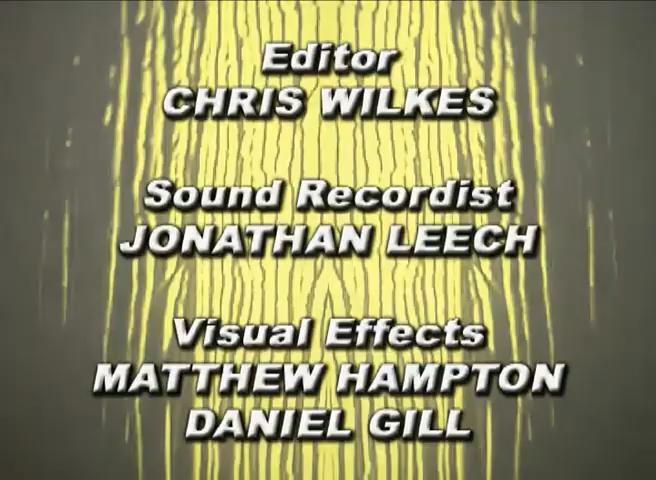 Editor
CHRIS WILKES
Sound Recordist
JONATHAN LEECH
Visual Effects
MATTHEW HAMPTON
DANIEL GILL